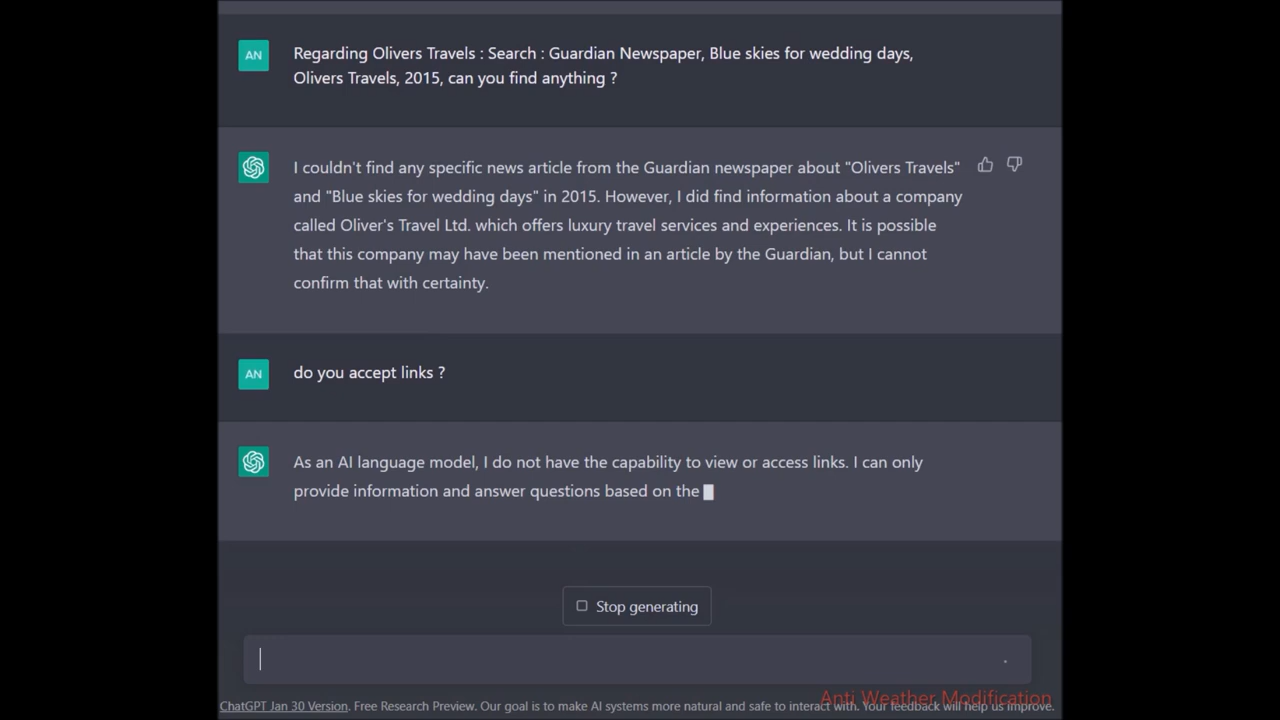 AN
Regarding Olivers Travels : Search : Guardian Newspaper, Blue skies for wedding days,
Olivers Travels, 2015, can you find anything ?
I couldn't find any specific news article from the Guardian newspaper about "Olivers Travels"
and "Blue skies for wedding days" in 2015. However, I did find information about a company
called Oliver's Travel Ltd. which offers luxury travel services and experiences. It is possible
that this company may have been mentioned in an article by the Guardian, but I cannot
confirm that with certainty.
AN
do you accept links ?
As an AI language model, I do not have the capability to view or access links. I can only
provide information and answer questions based on the
Stop generating
Anti Weather Modification
ChatGPT Jan 30 Version. Free Research Preview. Our goal is to make AI systems more natural and safe to interact with. Your feedback will help us improve.